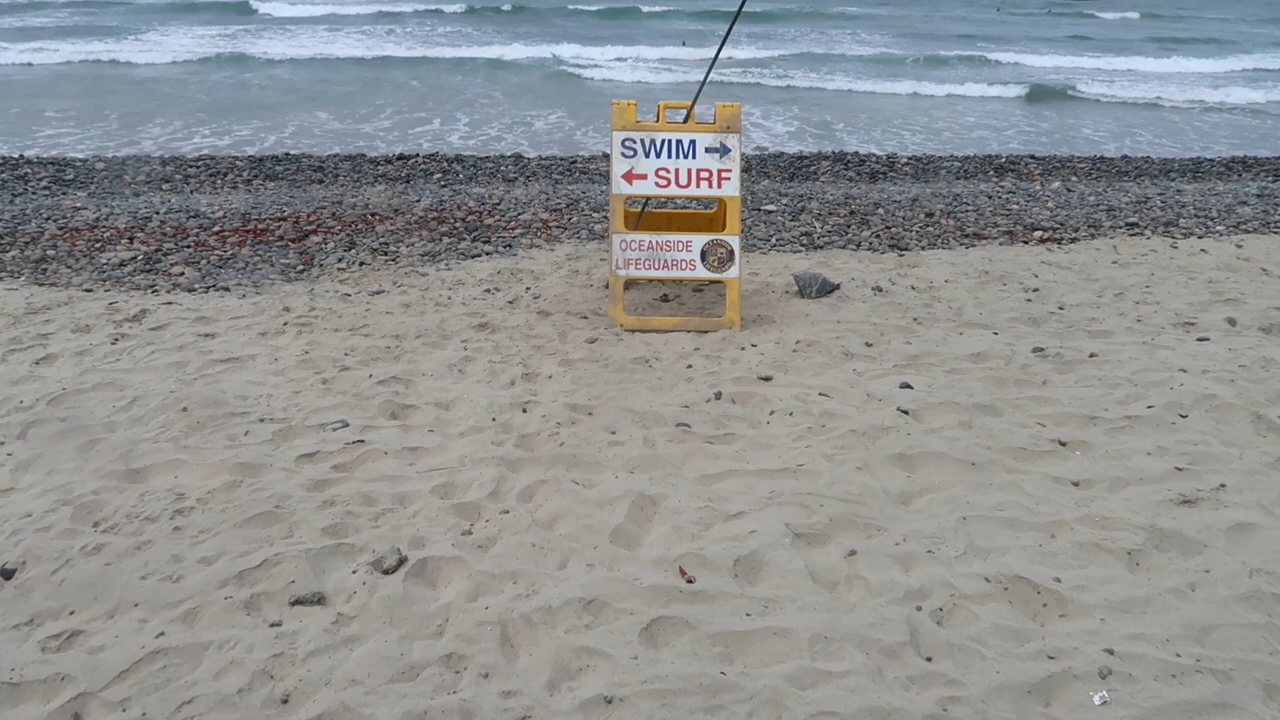 SWIM →
← SURF
OCEANSIDE
LIFEGUARDS